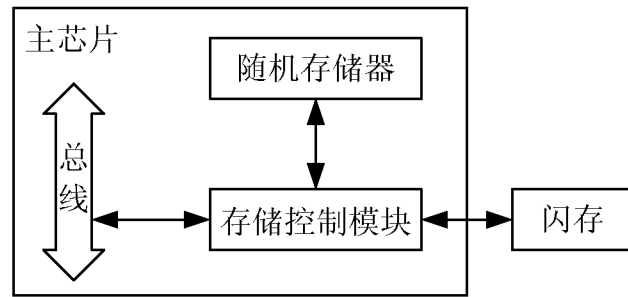 主芯片
随机存储器
总线
存储控制模块
闪存